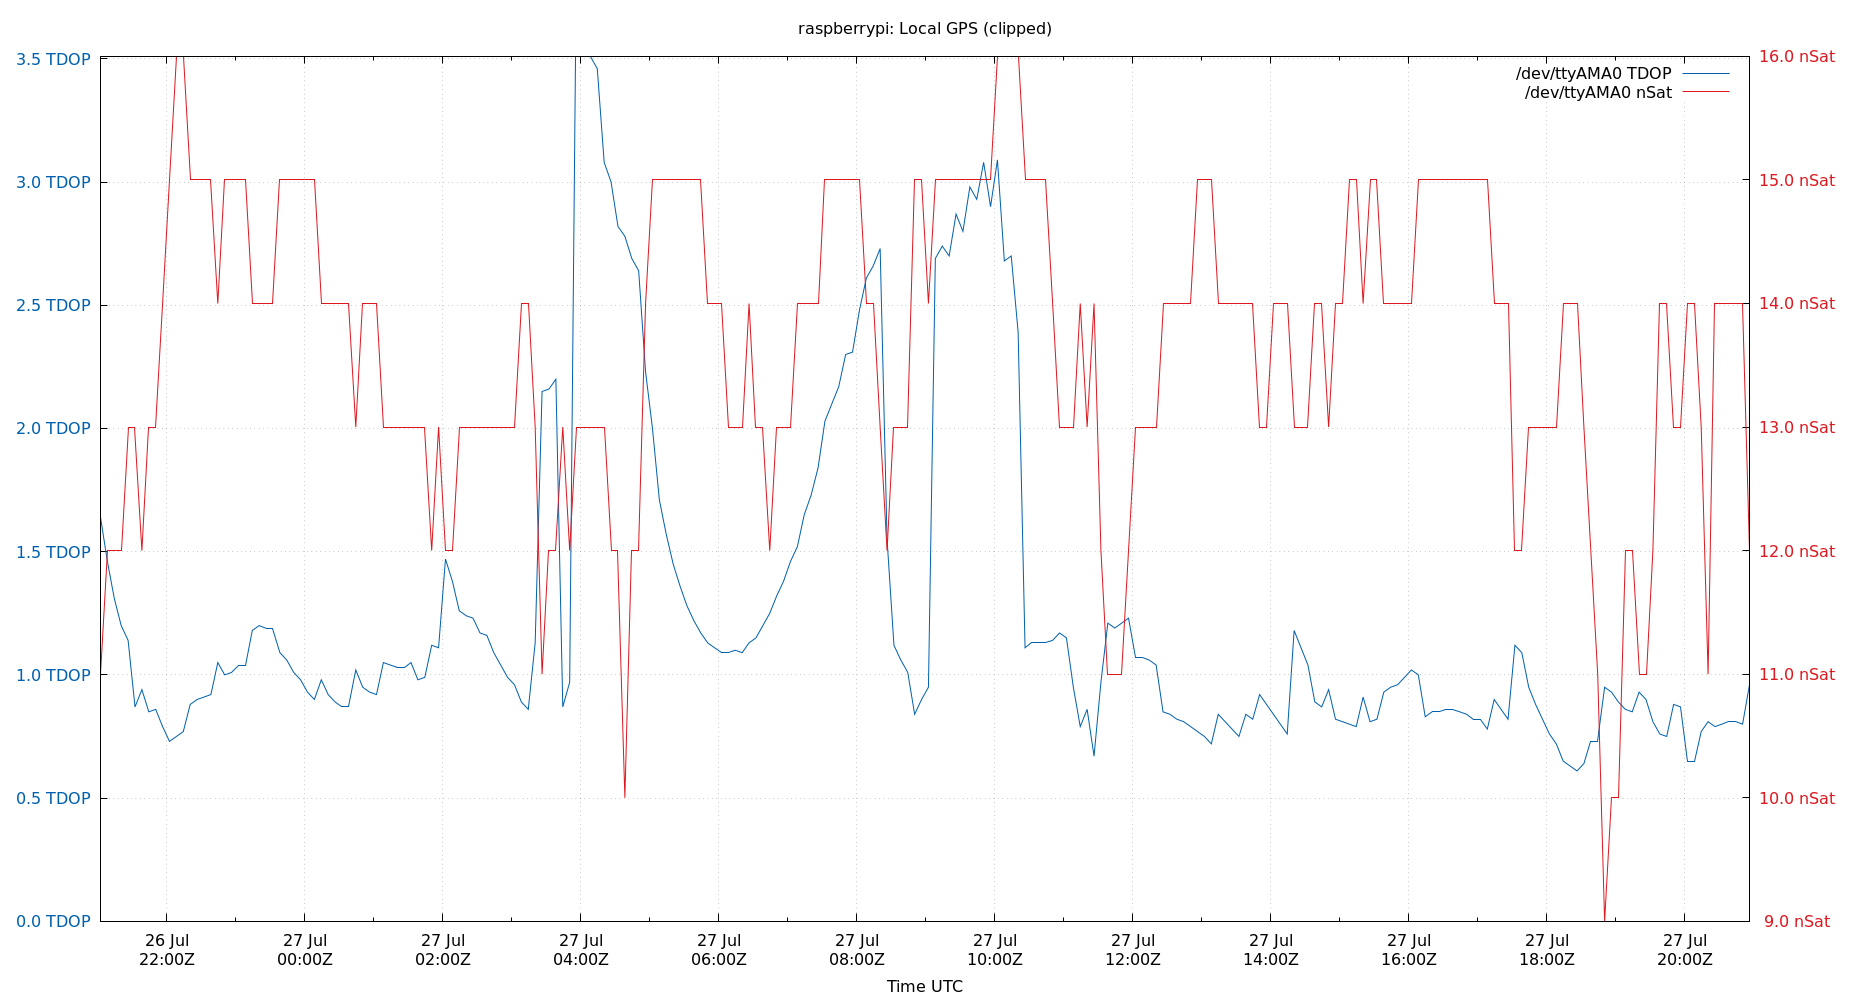 raspberrypi: Local GPS (clipped)
3.5 TDOP
3.0 TDOP
2.5 TDOP
2.0 TDOP
1.5 TDOP
1.0 TDOP
0.5 TDOP
0.0 TDOP
16.0 nSat
15.0 nSat
14.0 nSat
13.0 nSat
12.0 nSat
11.0 nSat
10.0 nSat
9.0 nSat
/dev/ttyAMA0 TDOP
/dev/ttyAMA0 nSat
26 Jul 27 Jul 27 Jul 27 Jul 27 Jul 27 Jul 27 Jul 27 Jul 27 Jul 27 Jul 27 Jul 27 Jul
22:00Z 00:00Z 02:00Z 04:00Z 06:00Z 08:00Z 10:00Z 12:00Z 14:00Z 16:00Z 18:00Z 20:00Z
Time UTC